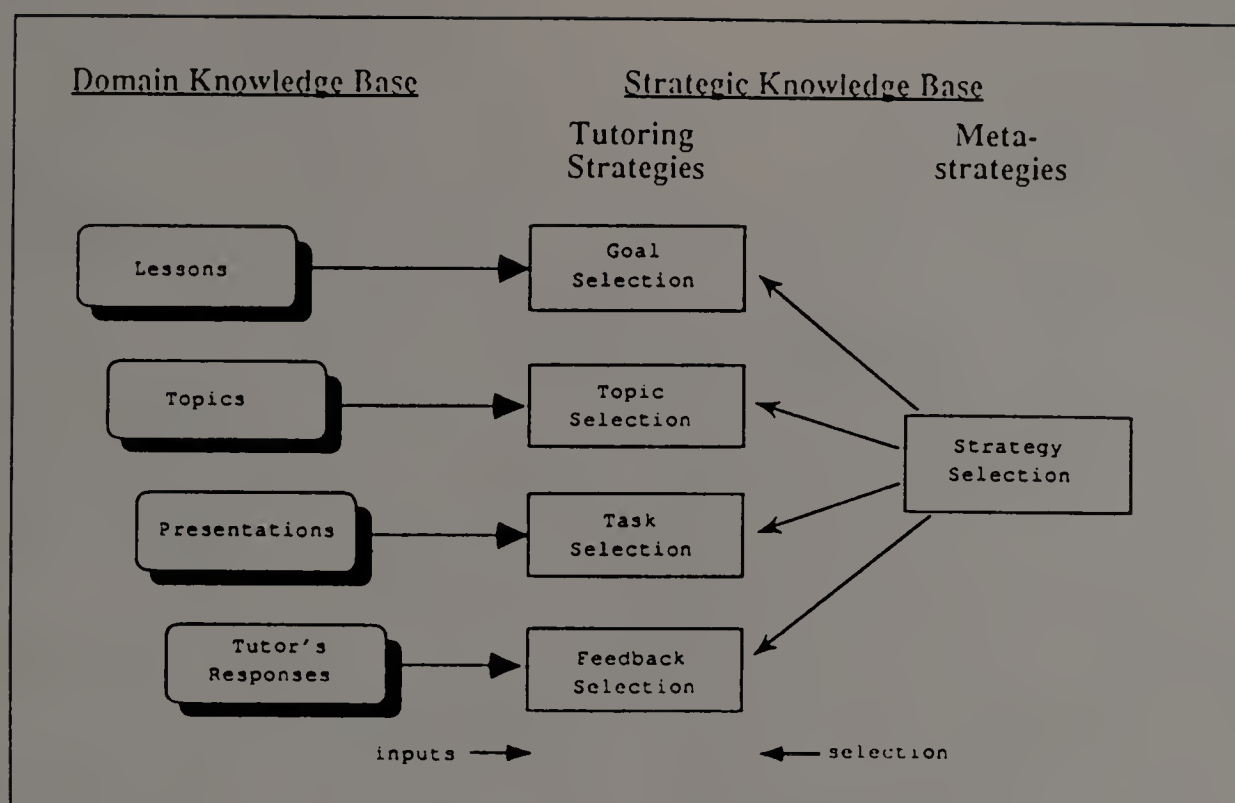 Domain Knowledge Base
Strategic Knowledge Base
Tutoring
Strategies
Meta-
strategies
Lessons
Goal
Selection
Topics
Topic
Selection
Strategy
Selection
Presentations
Task
Selection
Tutor's
Responses
Feedback
Selection
inputs
selection